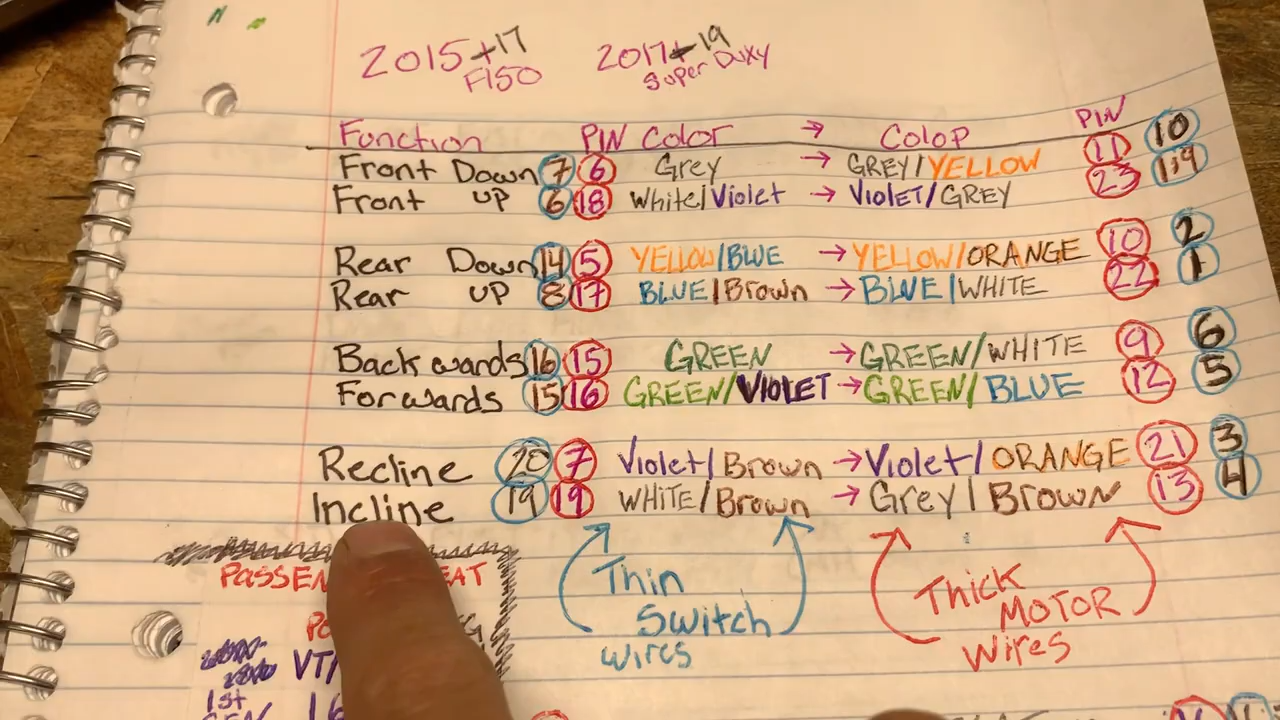 2015+17 2017+19
F150 Super Duty
Function PIN Color → Color PIN
Front Down 7 6 Grey → GREY/YELLOW 11 10
Front UP 6 18 White/Violet → VIOLET/GREY 23
Rear Down 14 5 YELLOW/BLUE → YELLOW/ORANGE 10 2
Rear UP 8 17 BLUE/Brown → BLUE/WHITE 22 1
Backwards 16 15 GREEN → GREEN/WHITE 9 6
Forwards 15 16 GREEN/VIOLET → GREEN/BLUE 12 5
Recline 20 7 Violet/Brown → Violet/ORANGE 21 3
Incline 19 19 WHITE/Brown → Grey/Brown 13 4
Thin
Switch
wires
Thick
MOTOR
Wires
VT/
1st